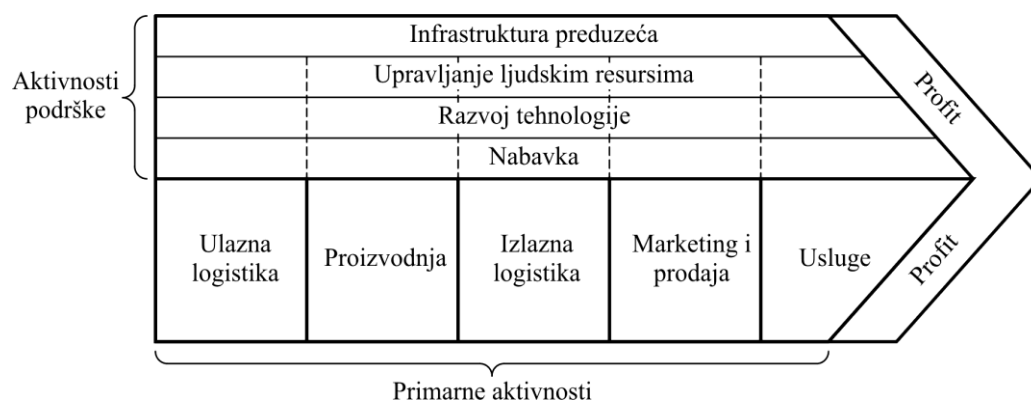 Infrastruktura preduzeća
Upravljanje ljudskim resursima
Razvoj tehnologije
Nabavka
Aktivnosti
podrške
Profit
Ulazna
logistika
Proizvodnja
Izlazna
logistika
Marketing i
prodaja
Usluge
Profit
Primarne aktivnosti